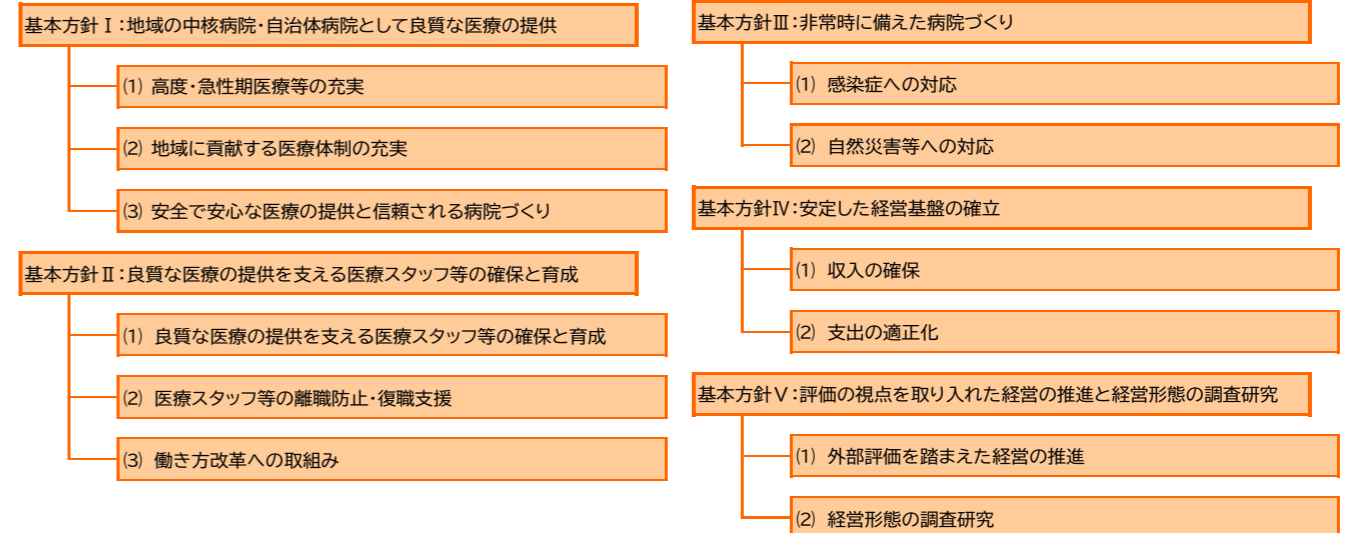 基本方針Ⅰ：地域の中核病院・自治体病院として良質な医療の提供
⑴ 高度・急性期医療等の充実
⑵ 地域に貢献する医療体制の充実
⑶ 安全で安心な医療の提供と信頼される病院づくり
基本方針Ⅱ：良質な医療の提供を支える医療スタッフ等の確保と育成
⑴ 良質な医療の提供を支える医療スタッフ等の確保と育成
⑵ 医療スタッフ等の離職防止・復職支援
⑶ 働き方改革への取組み
基本方針Ⅲ：非常時に備えた病院づくり
⑴ 感染症への対応
⑵ 自然災害等への対応
基本方針Ⅳ：安定した経営基盤の確立
⑴ 収入の確保
⑵ 支出の適正化
基本方針Ⅴ：評価の視点を取り入れた経営の推進と経営形態の調査研究
⑴ 外部評価を踏まえた経営の推進
⑵ 経営形態の調査研究